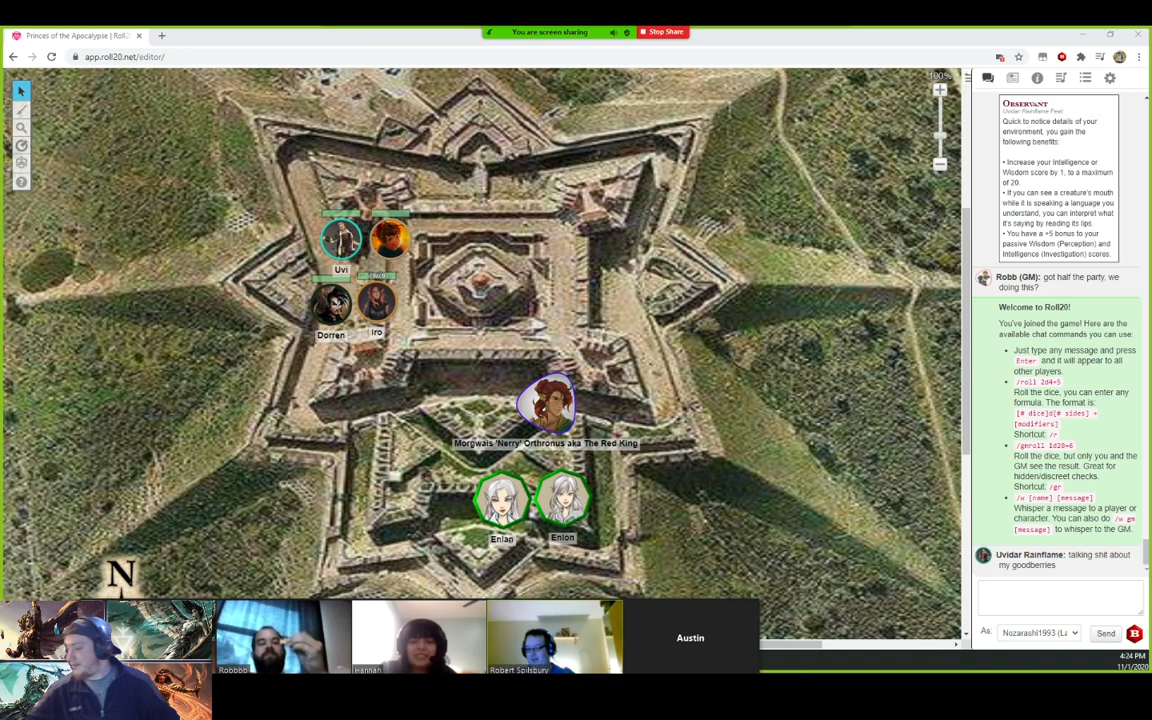 You are screen sharing
Stop Share
Princes of the Apocalypse | Roll2
app.roll20.net/editor/
100%
OBSERVANT
Uvidar Rainflame Feat
Quick to notice details of your
environment, you gain the
following benefits:
• Increase your Intelligence or
Wisdom score by 1, to a maximum
of 20.
• If you can see a creature's mouth
while it is speaking a language you
understand, you can interpret what
it's saying by reading its lips.
• You have a +5 bonus to your
passive Wisdom (Perception) and
Intelligence (Investigation) scores.
Robb (GM): got half the party, we
doing this?
Welcome to Roll20!
You've joined the game! Here are the
available chat commands you can use:
• Just type any message and press
Enter and it will appear to all
other players.
• /roll 2d4+5
Roll the dice, you can enter any
formula. The format is:
[# dice]d[# sides] +
[modifiers]
Shortcut: /r
• /gmroll 1d20+6
Roll the dice, but only you and the
GM see the result. Great for
hidden/discreet checks.
Shortcut: /gr
• /w [name] [message]
Whisper a message to a player or
character. You can also do /w gm
[message] to whisper to the GM.
Uvidar Rainflame: talking shit about
my goodberries
As:
Nozarashi1993 (La
Send
Uvi
Dorren
Iro
Morgwais 'Nerry' Orthronus aka The Red King
Enlan
Enlon
N
Robbbb
Hannah
Robert Spilsbury
Austin
4:24 PM
11/1/2020